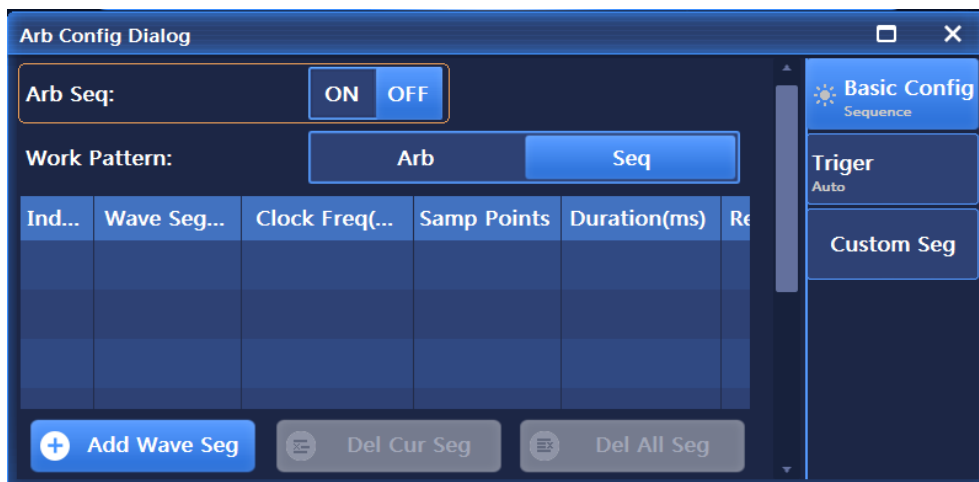 Arb Config Dialog
Arb Seq: ON OFF
Work Pattern: Arb Seq
Ind... Wave Seg... Clock Freq(... Samp Points Duration(ms) Re
Add Wave Seg Del Cur Seg Del All Seg
Basic Config
Sequence
Triger
Auto
Custom Seg